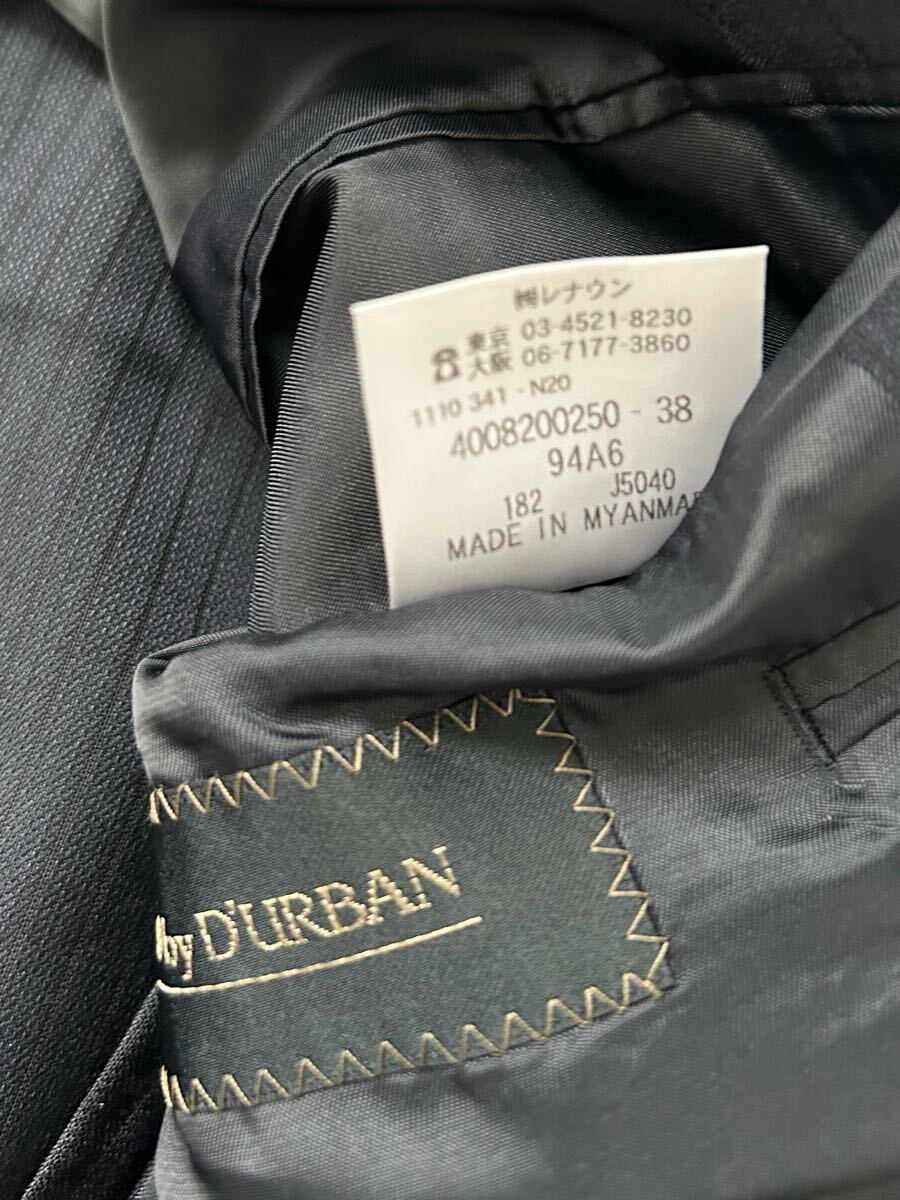 ㈱レナウン
☎ 東京 03-4521-8230
大阪 06-7177-3860
1110 341 - N20
4008200250 - 38
94A6
182 J5040
MADE IN MYANMAR
by D'URBAN